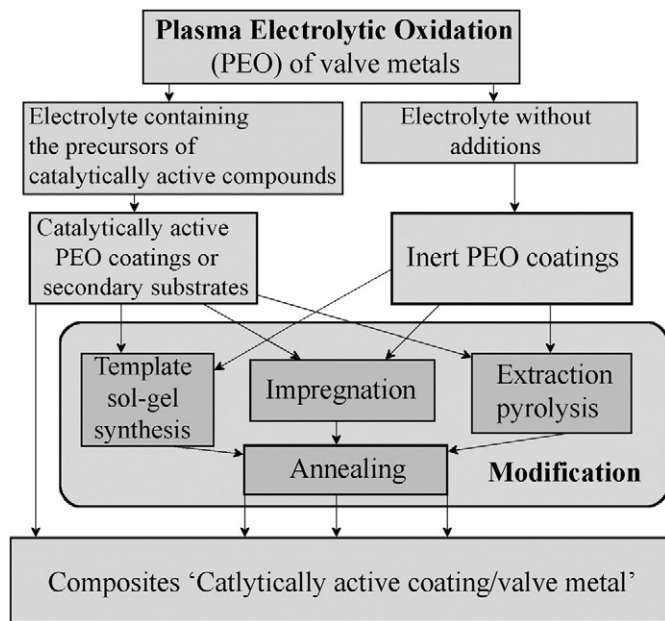 Plasma Electrolytic Oxidation
(PEO) of valve metals
Electrolyte containing
the precursors of
catalytically active compounds
Electrolyte without
additions
Catalytically active
PEO coatings or
secondary substrates
Inert PEO coatings
Template
sol-gel
synthesis
Impregnation
Extraction
pyrolysis
Annealing
Modification
Composites ‘Catlytically active coating/valve metal’